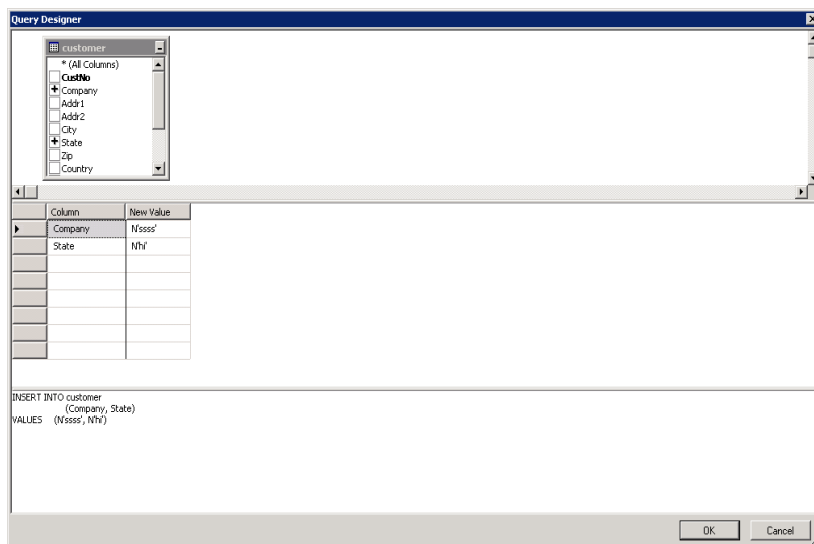 Query Designer
customer
* (All Columns)
CustNo
Company
Addr1
Addr2
City
State
Zip
Country
Column New Value
Company N'ssss'
State N'hi'
INSERT INTO customer
(Company, State)
VALUES (N'ssss', N'hi')
OK Cancel